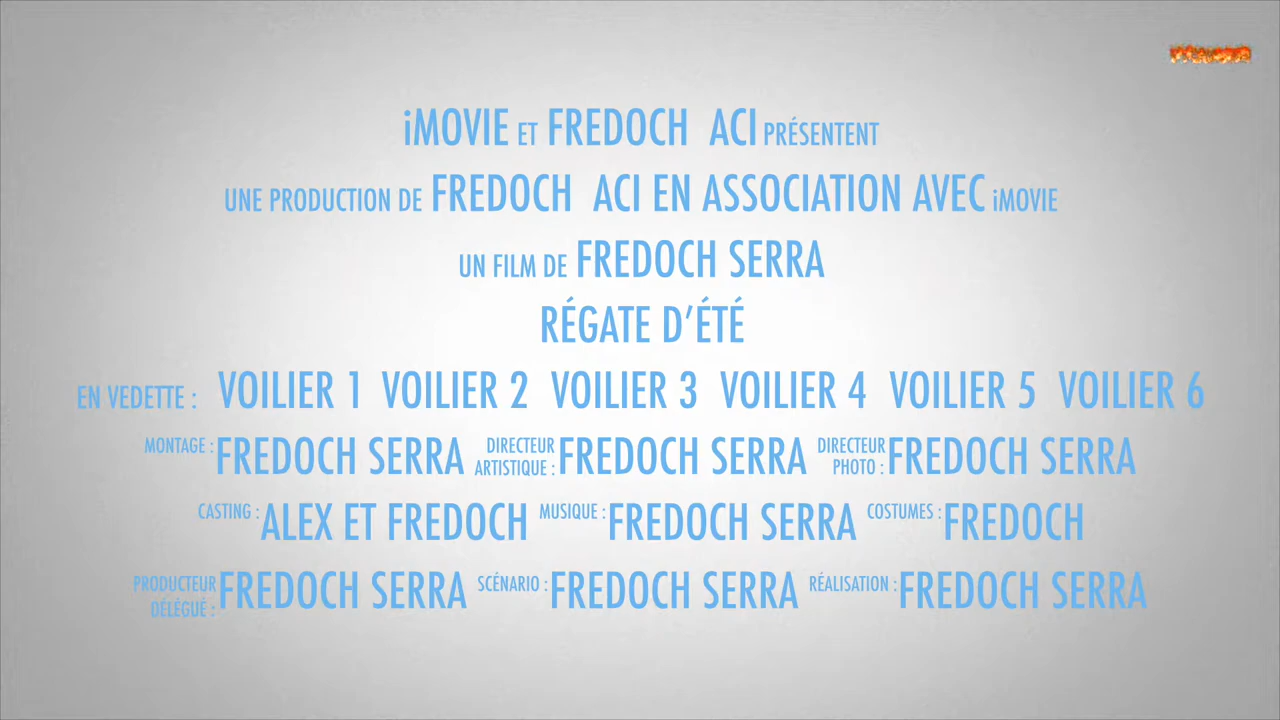 iMOVIE ET FREDOCH ACI PRÉSENTENT
UNE PRODUCTION DE FREDOCH ACI EN ASSOCIATION AVEC iMOVIE
UN FILM DE FREDOCH SERRA
RÉGATE D'ÉTÉ
EN VEDETTE : VOILIER 1 VOILIER 2 VOILIER 3 VOILIER 4 VOILIER 5 VOILIER 6
MONTAGE : FREDOCH SERRA DIRECTEUR ARTISTIQUE : FREDOCH SERRA DIRECTEUR PHOTO : FREDOCH SERRA
CASTING : ALEX ET FREDOCH MUSIQUE : FREDOCH SERRA COSTUMES : FREDOCH
PRODUCTEUR DÉLÉGUÉ : FREDOCH SERRA SCÉNARIO : FREDOCH SERRA RÉALISATION : FREDOCH SERRA